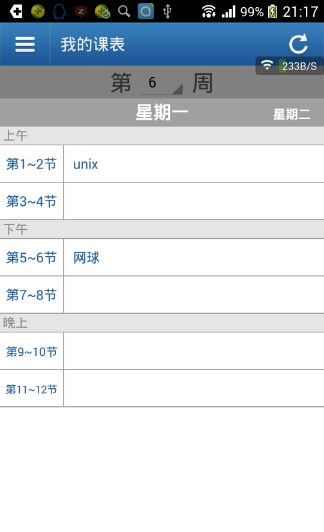 99% 21:17
我的课表
233B/S
第 6 周
星期一 星期二
上午
第1~2节 unix
第3~4节
下午
第5~6节 网球
第7~8节
晚上
第9~10节
第11~12节